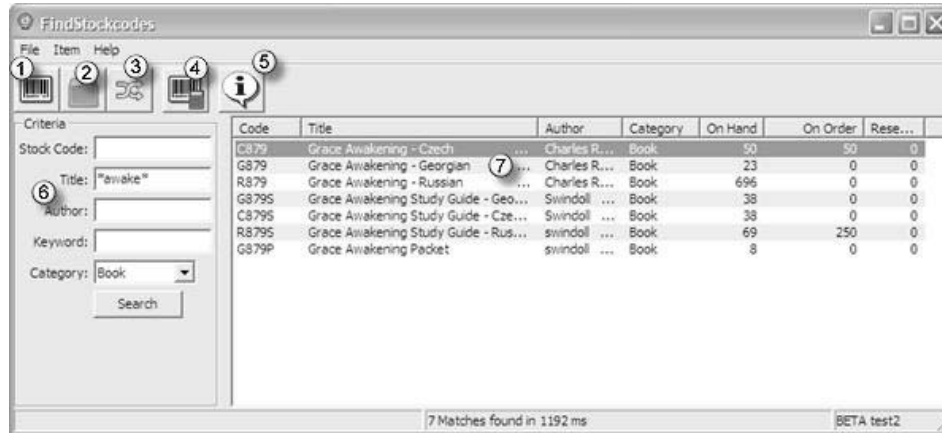 FindStockcodes
File Item Help
1 2 3 4 5
Criteria
Stock Code:
Title: *awake*
6
Author:
Keyword:
Category: Book
Search
Code Title Author Category On Hand On Order Rese...
C879 Grace Awakening - Czech ... Charles R... Book 50 50 0
G879 Grace Awakening - Georgian 7 ... Charles R... Book 23 0 0
R879 Grace Awakening - Russian ... Charles R... Book 696 0 0
G879S Grace Awakening Study Guide - Geo... Swindoll ... Book 38 0 0
C879S Grace Awakening Study Guide - Cze... Swindoll ... Book 38 0 0
R879S Grace Awakening Study Guide - Rus... swindoll ... Book 69 250 0
G879P Grace Awakening Packet swindoll ... Book 8 0 0
7 Matches found in 1192 ms BETA test2